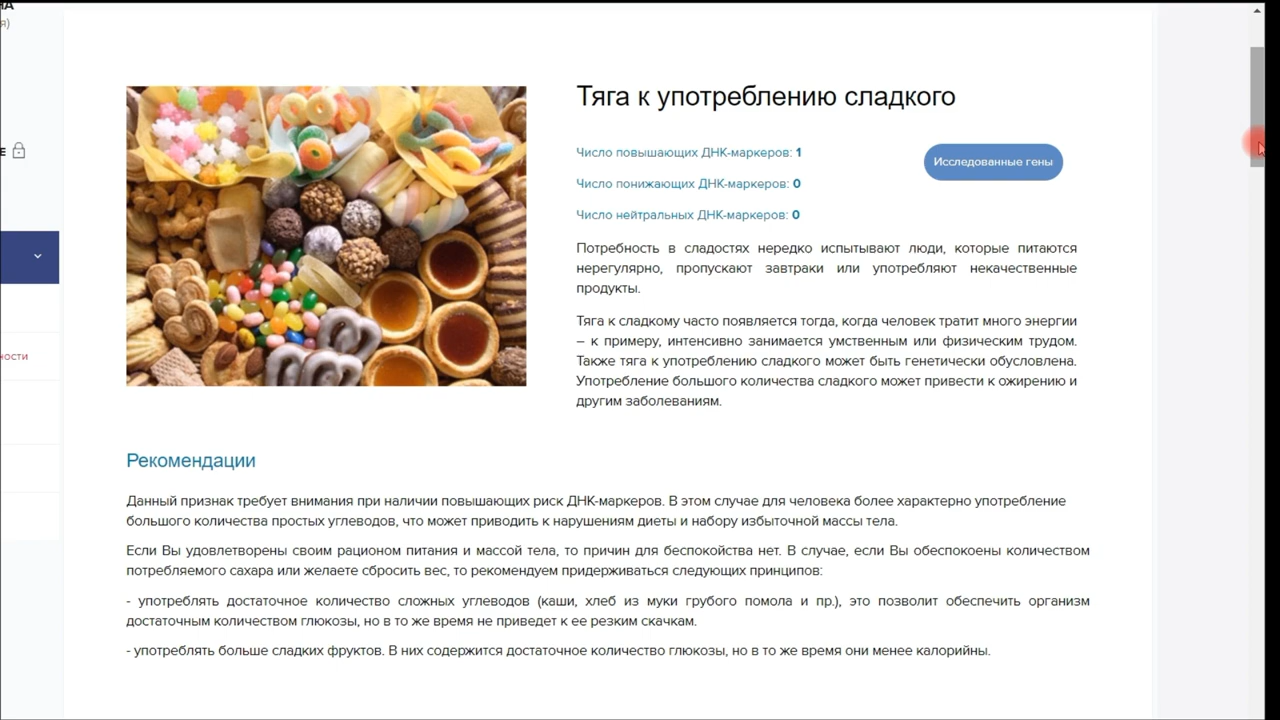 НА
я)
Е
ности
Тяга к употреблению сладкого
Число повышающих ДНК-маркеров: 1
Исследованные гены
Число понижающих ДНК-маркеров: 0
Число нейтральных ДНК-маркеров: 0
Потребность в сладостях нередко испытывают люди, которые питаются
нерегулярно, пропускают завтраки или употребляют некачественные
продукты.
Тяга к сладкому часто появляется тогда, когда человек тратит много энергии
– к примеру, интенсивно занимается умственным или физическим трудом.
Также тяга к употреблению сладкого может быть генетически обусловлена.
Употребление большого количества сладкого может привести к ожирению и
другим заболеваниям.
Рекомендации
Данный признак требует внимания при наличии повышающих риск ДНК-маркеров. В этом случае для человека более характерно употребление
большого количества простых углеводов, что может приводить к нарушениям диеты и набору избыточной массы тела.
Если Вы удовлетворены своим рационом питания и массой тела, то причин для беспокойства нет. В случае, если Вы обеспокоены количеством
потребляемого сахара или желаете сбросить вес, то рекомендуем придерживаться следующих принципов:
- употреблять достаточное количество сложных углеводов (каши, хлеб из муки грубого помола и пр.), это позволит обеспечить организм
достаточным количеством глюкозы, но в то же время не приведет к ее резким скачкам.
- употреблять больше сладких фруктов. В них содержится достаточное количество глюкозы, но в то же время они менее калорийны.